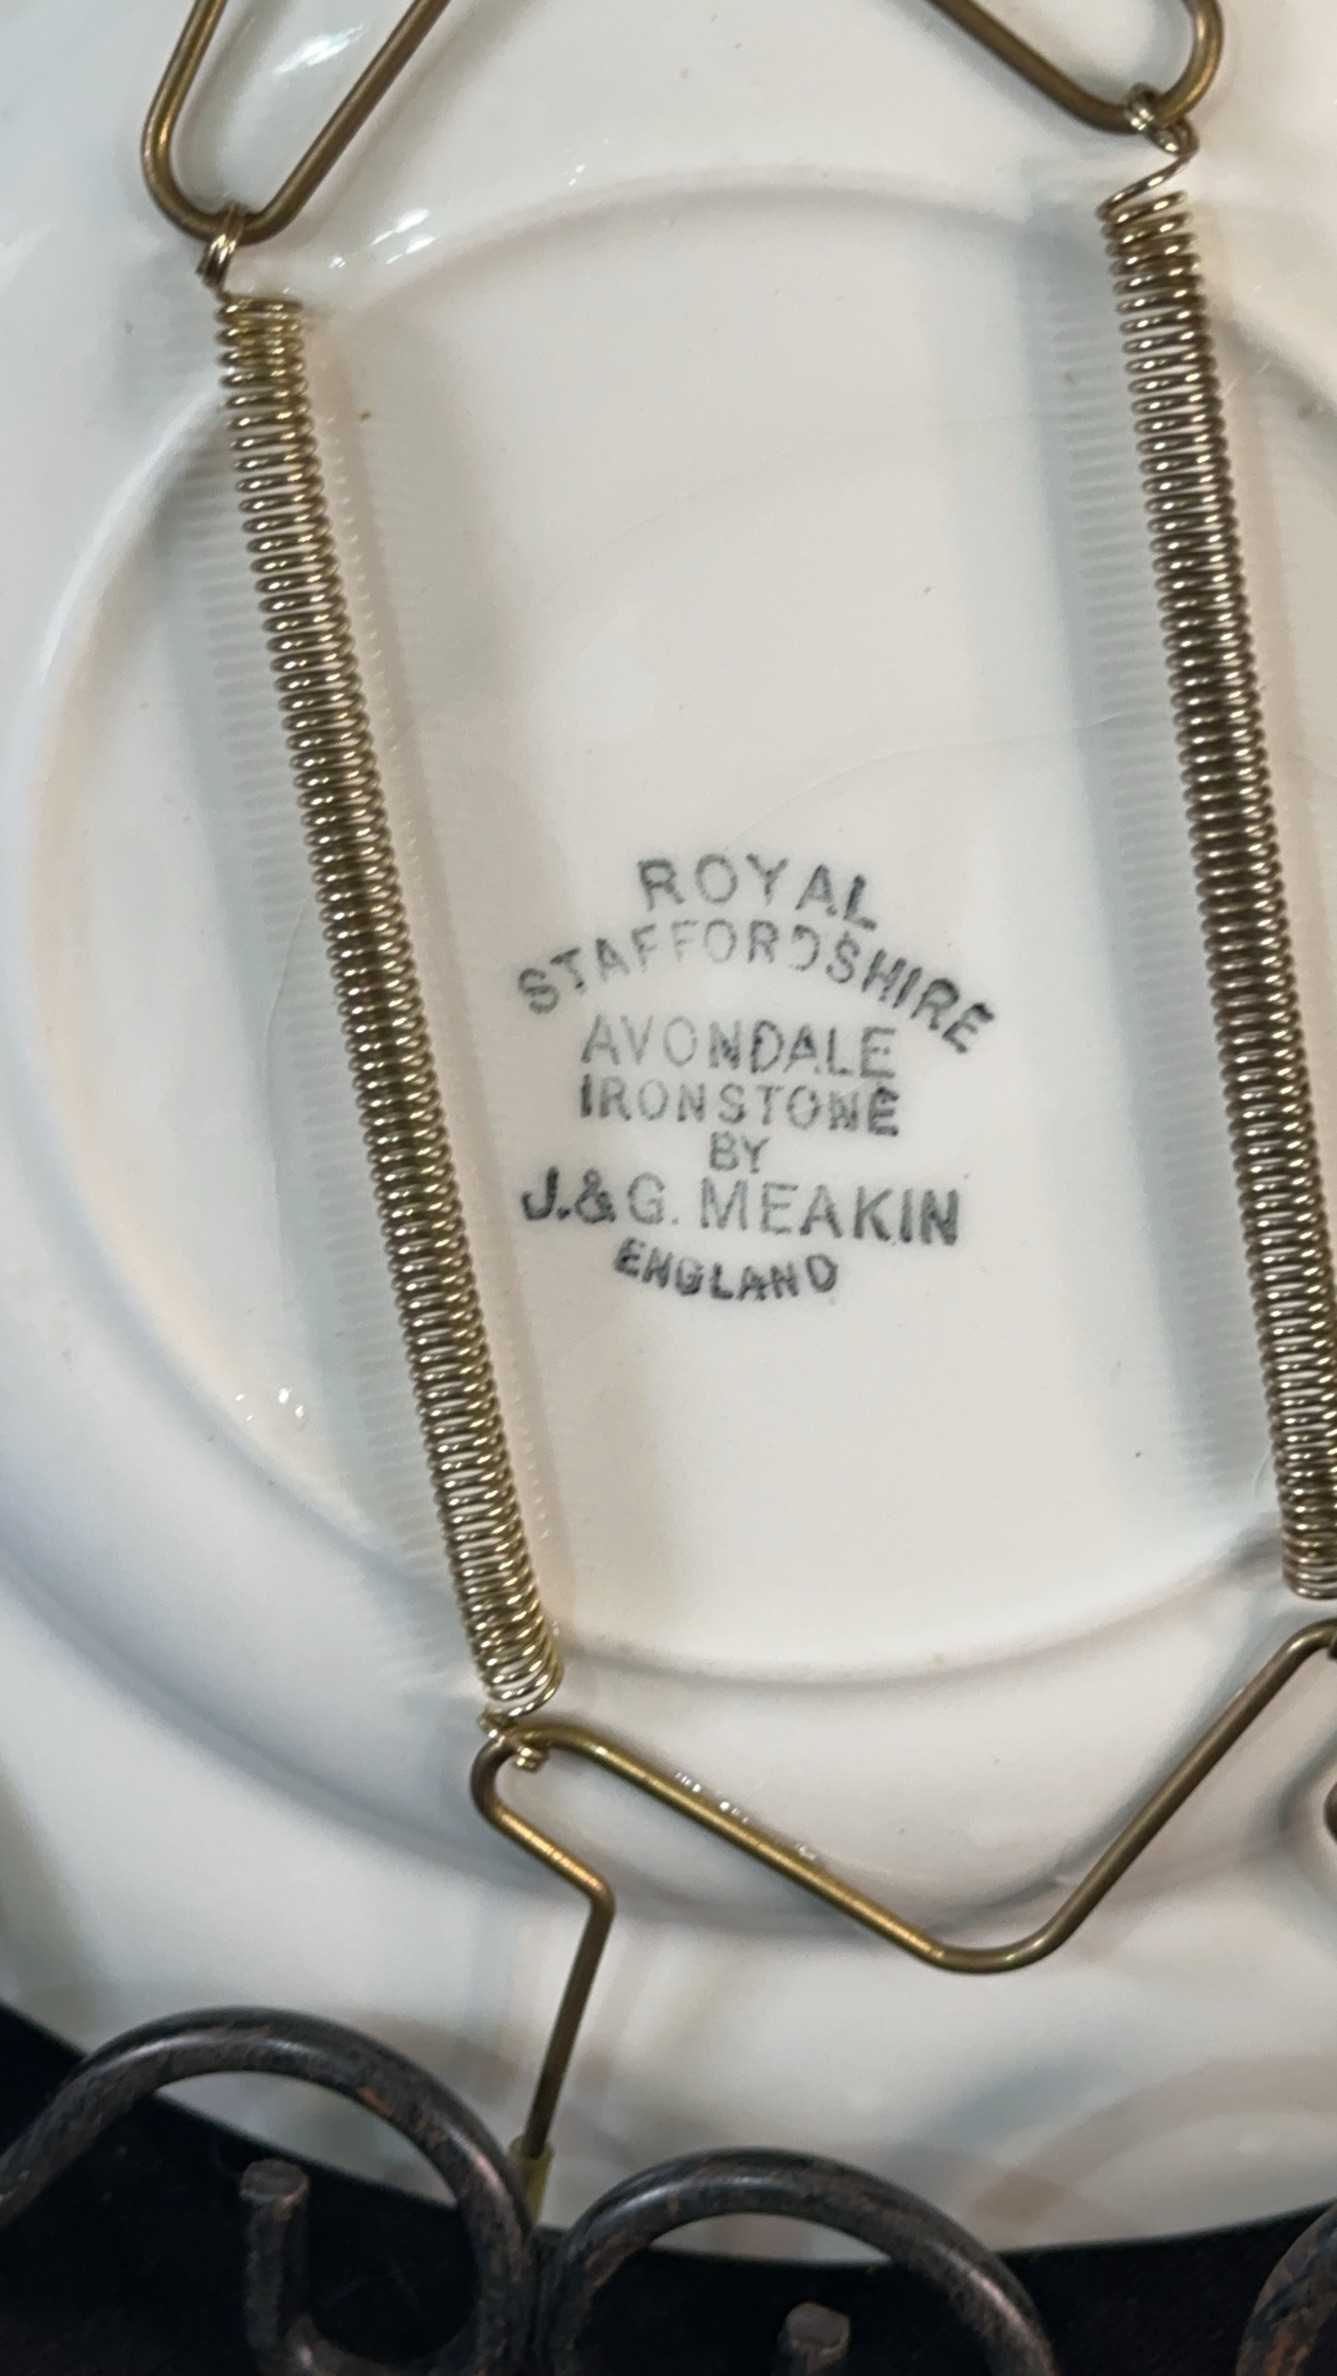 ROYAL
STAFFORDSHIRE
AVONDALE
IRONSTONE
BY
J.&G. MEAKIN
ENGLAND